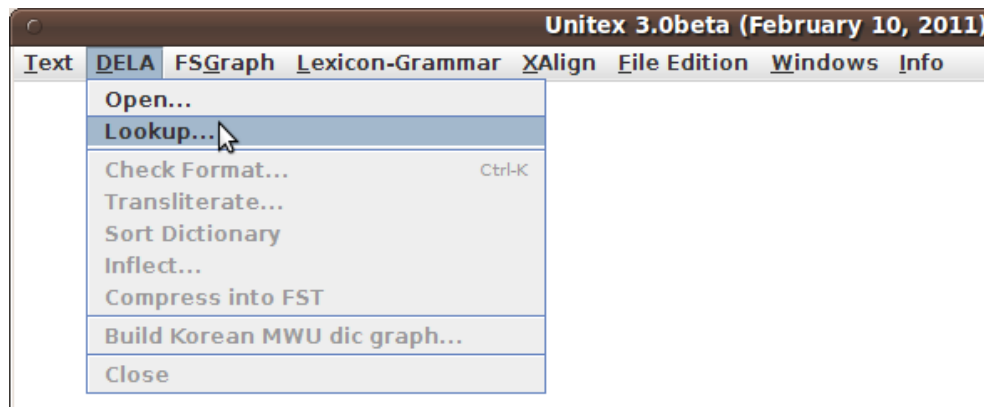 Unitex 3.0beta (February 10, 2011)
Text DELA FSGraph Lexicon-Grammar XAlign File Edition Windows Info
Open...
Lookup...
Check Format... Ctrl-K
Transliterate...
Sort Dictionary
Inflect...
Compress into FST
Build Korean MWU dic graph...
Close